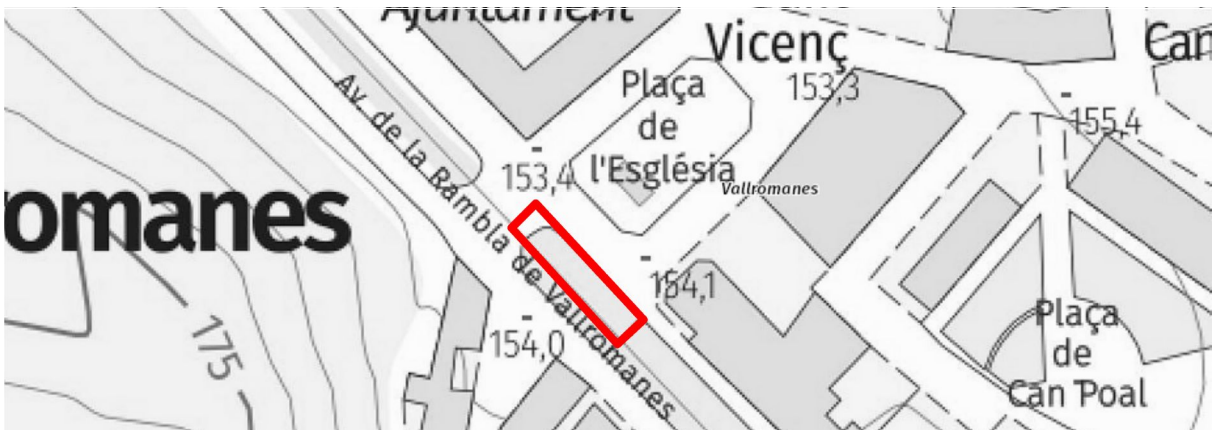 Ajuntament
Vicenç
Can
Plaça
de
l'Església
153,3
155,4
Av. de la Rambla de Vallromanes
153,4
Vallromanes
romanes
154,1
154,0
175
Plaça
de
Can Poal